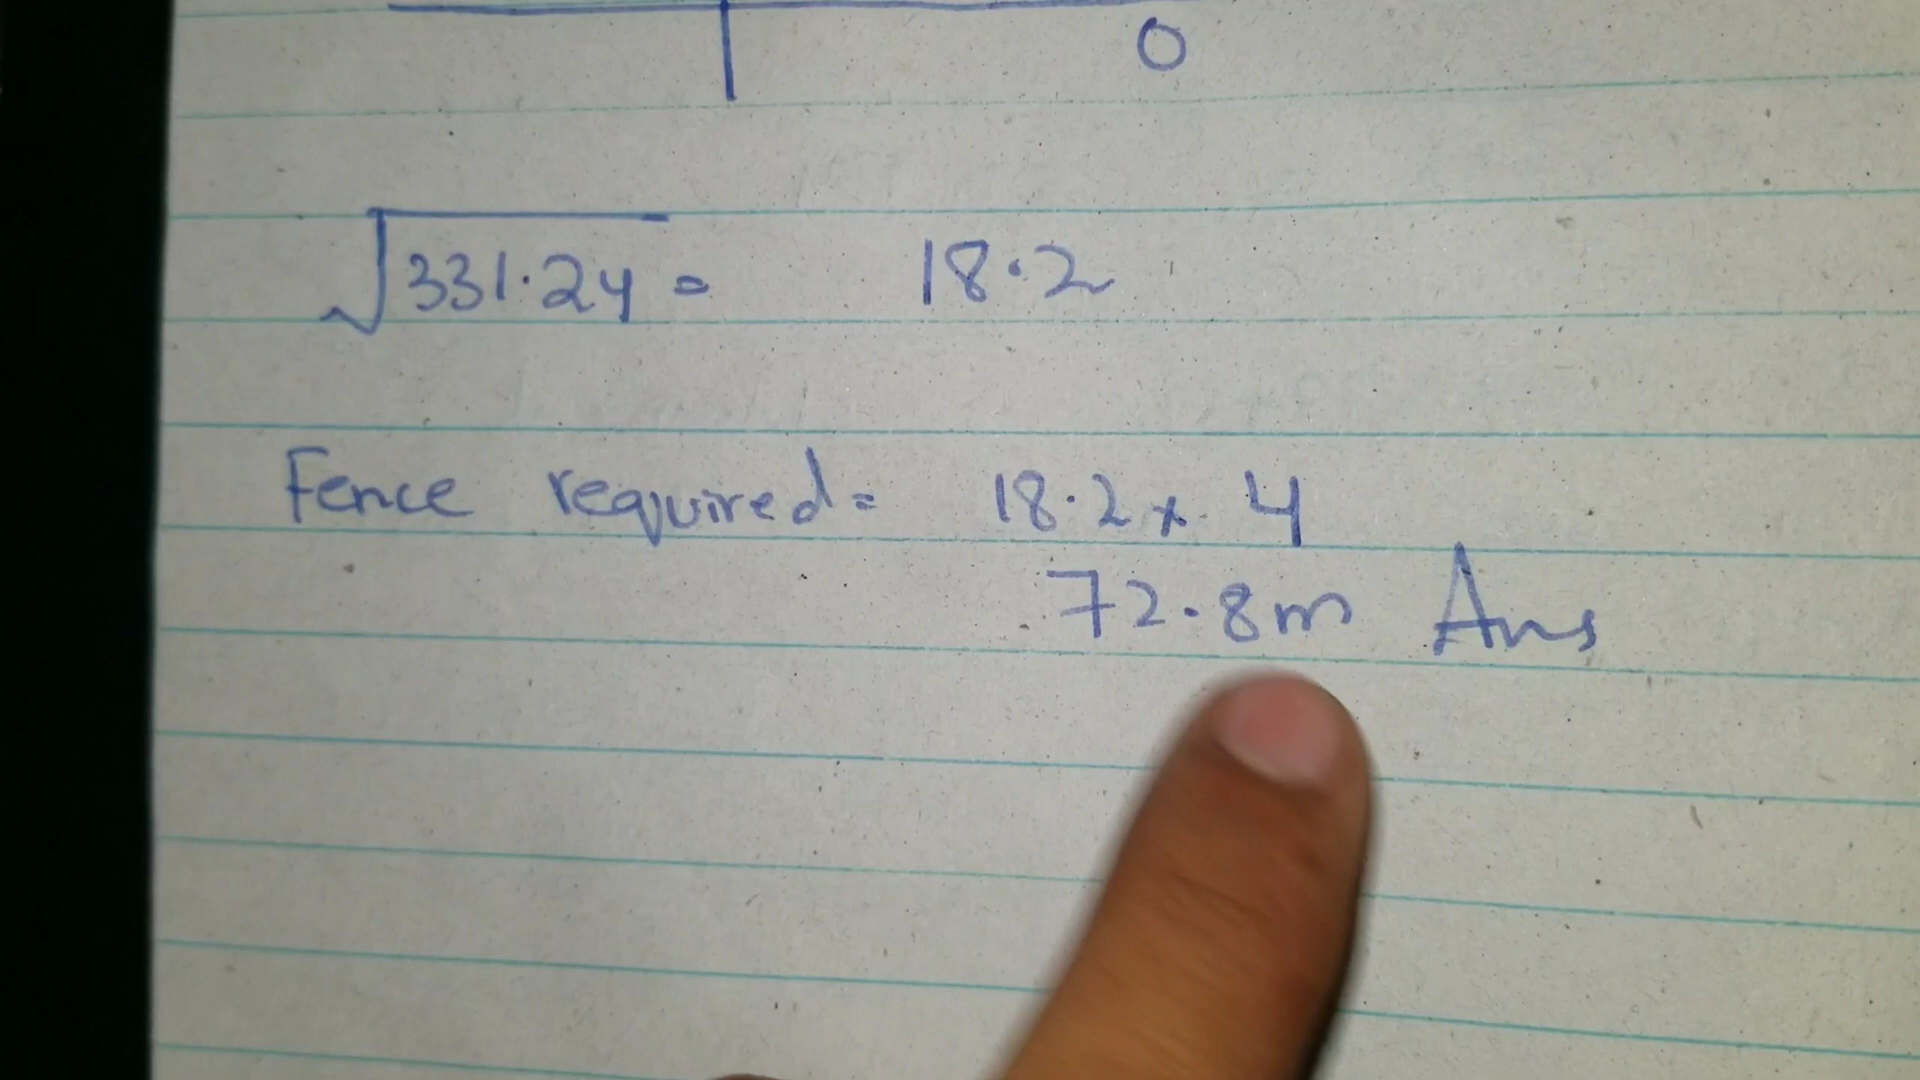 0
√331.24 = 18.2
Fence required = 18.2 x 4
72.8m Ans